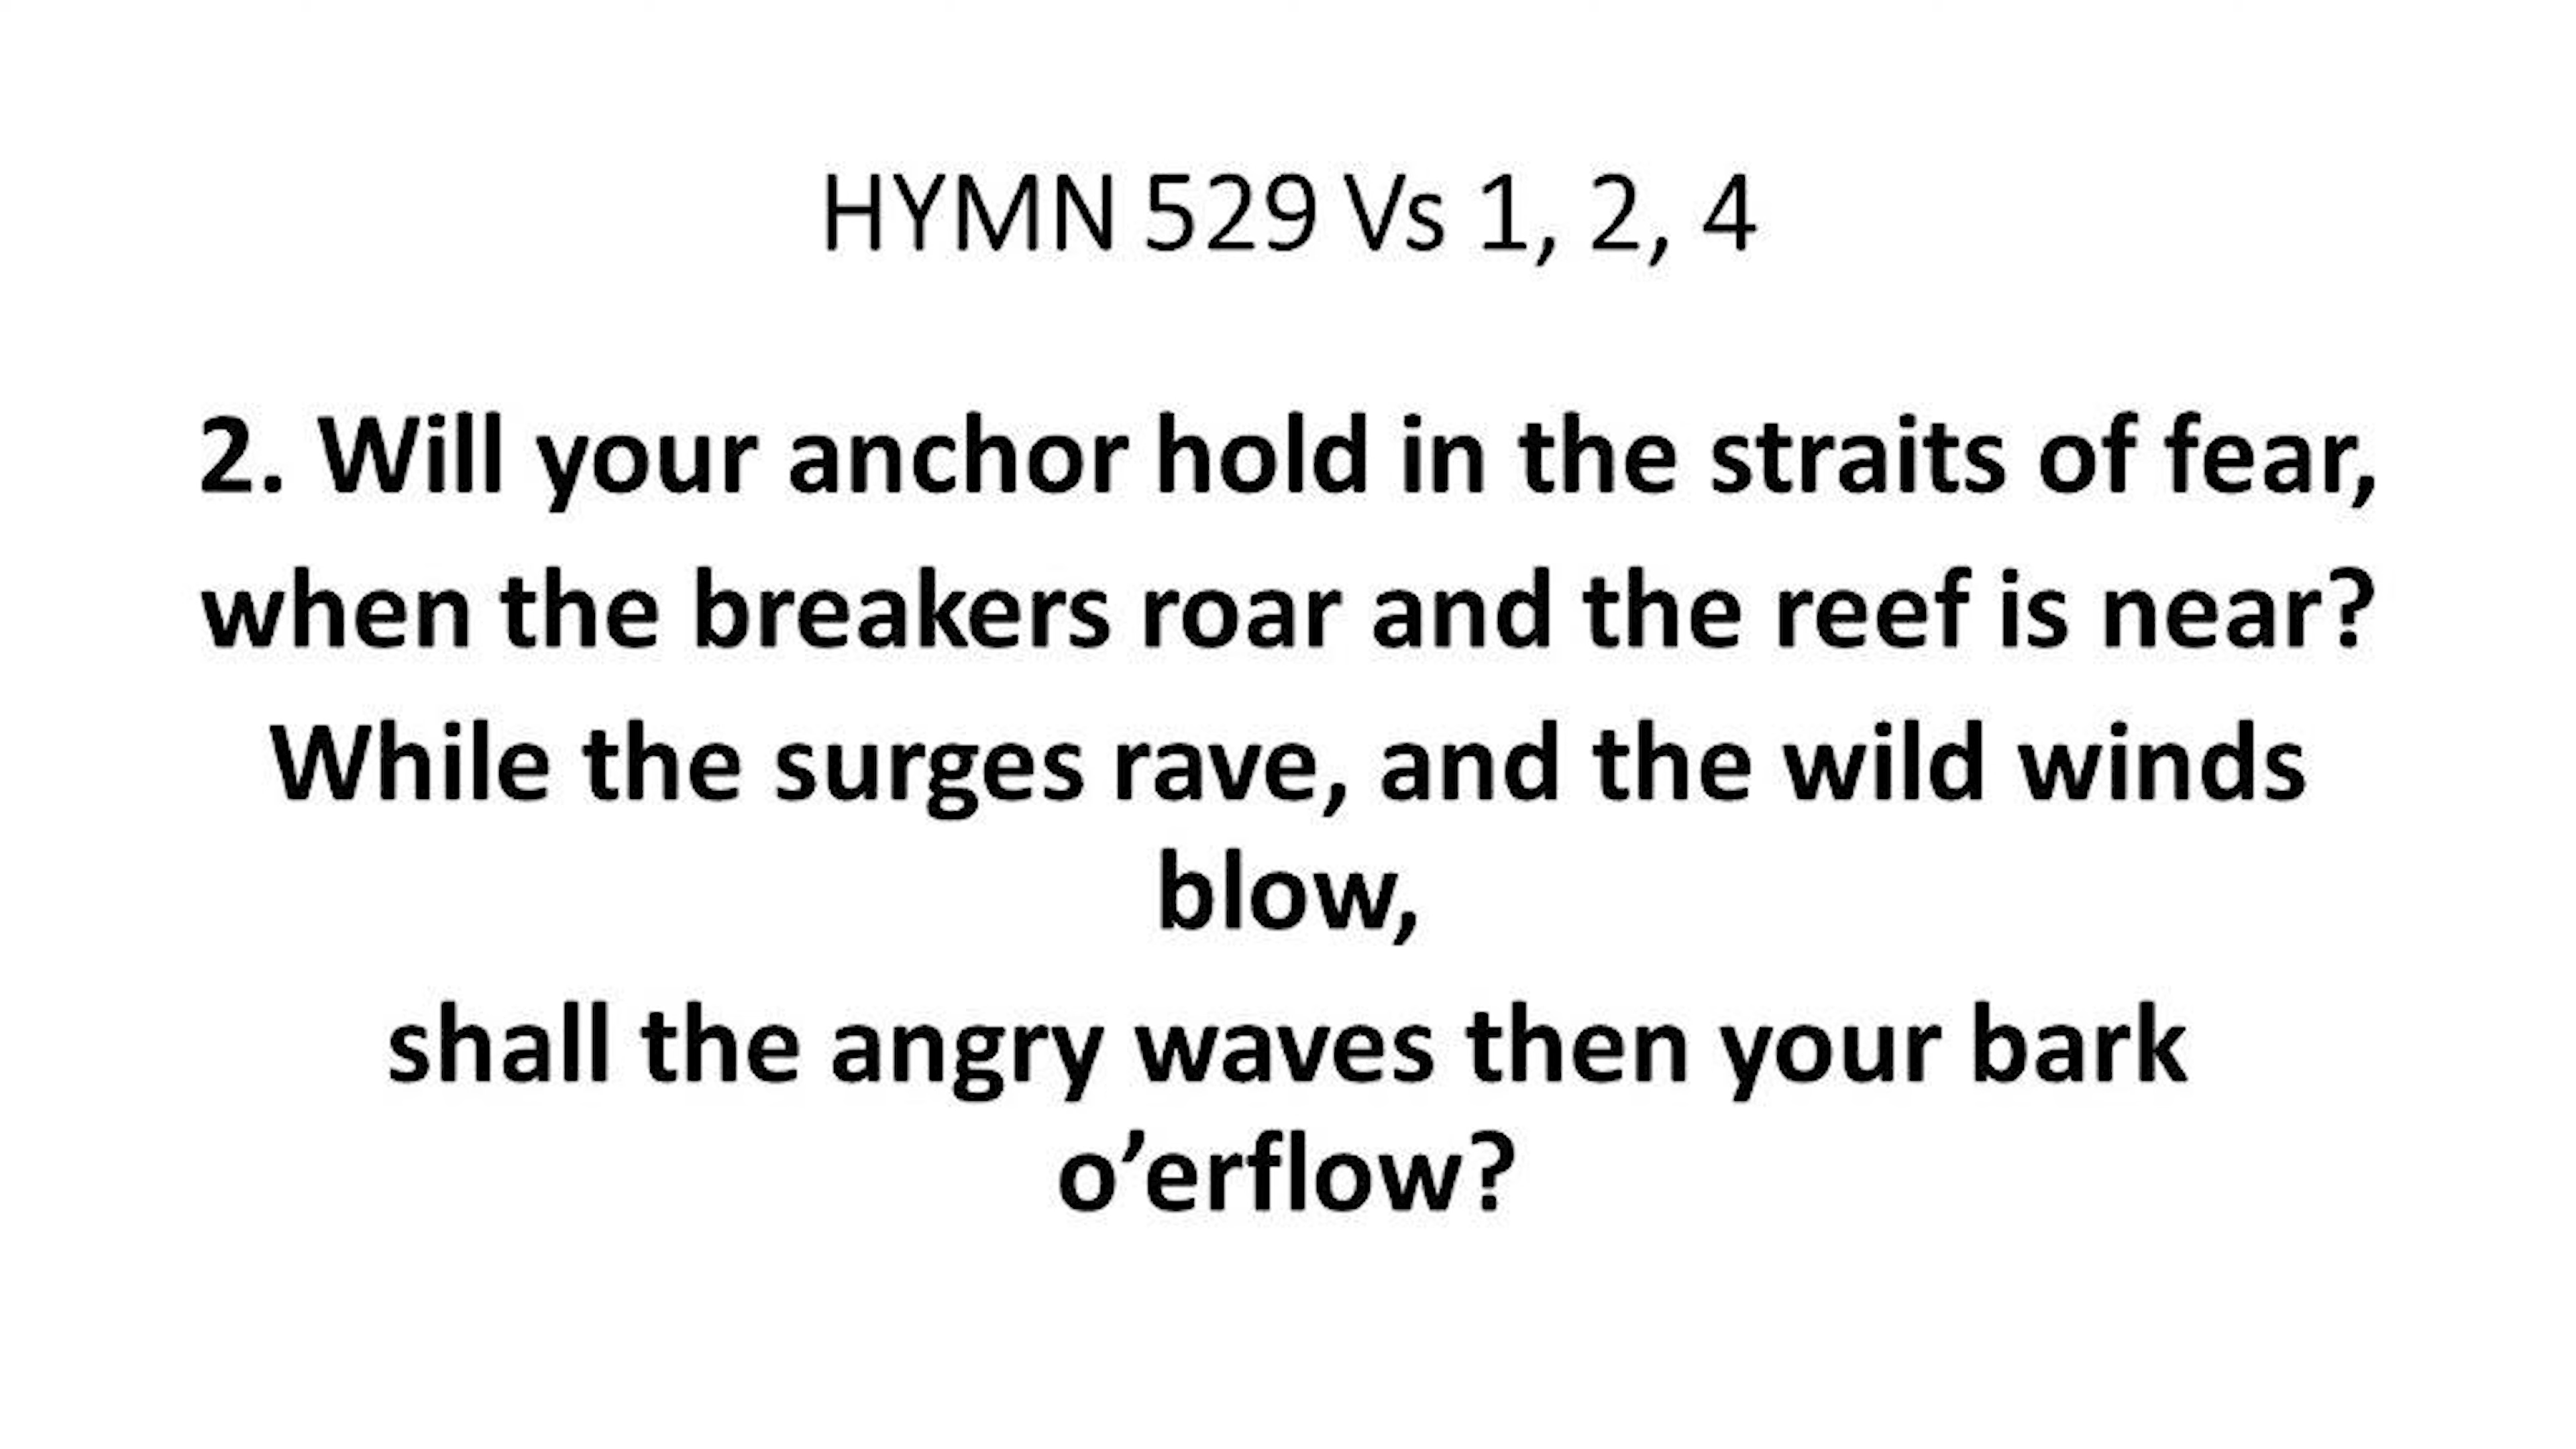 HYMN 529 Vs 1, 2, 4
2. Will your anchor hold in the straits of fear,
when the breakers roar and the reef is near?
While the surges rave, and the wild winds
blow,
shall the angry waves then your bark
o’erflow?